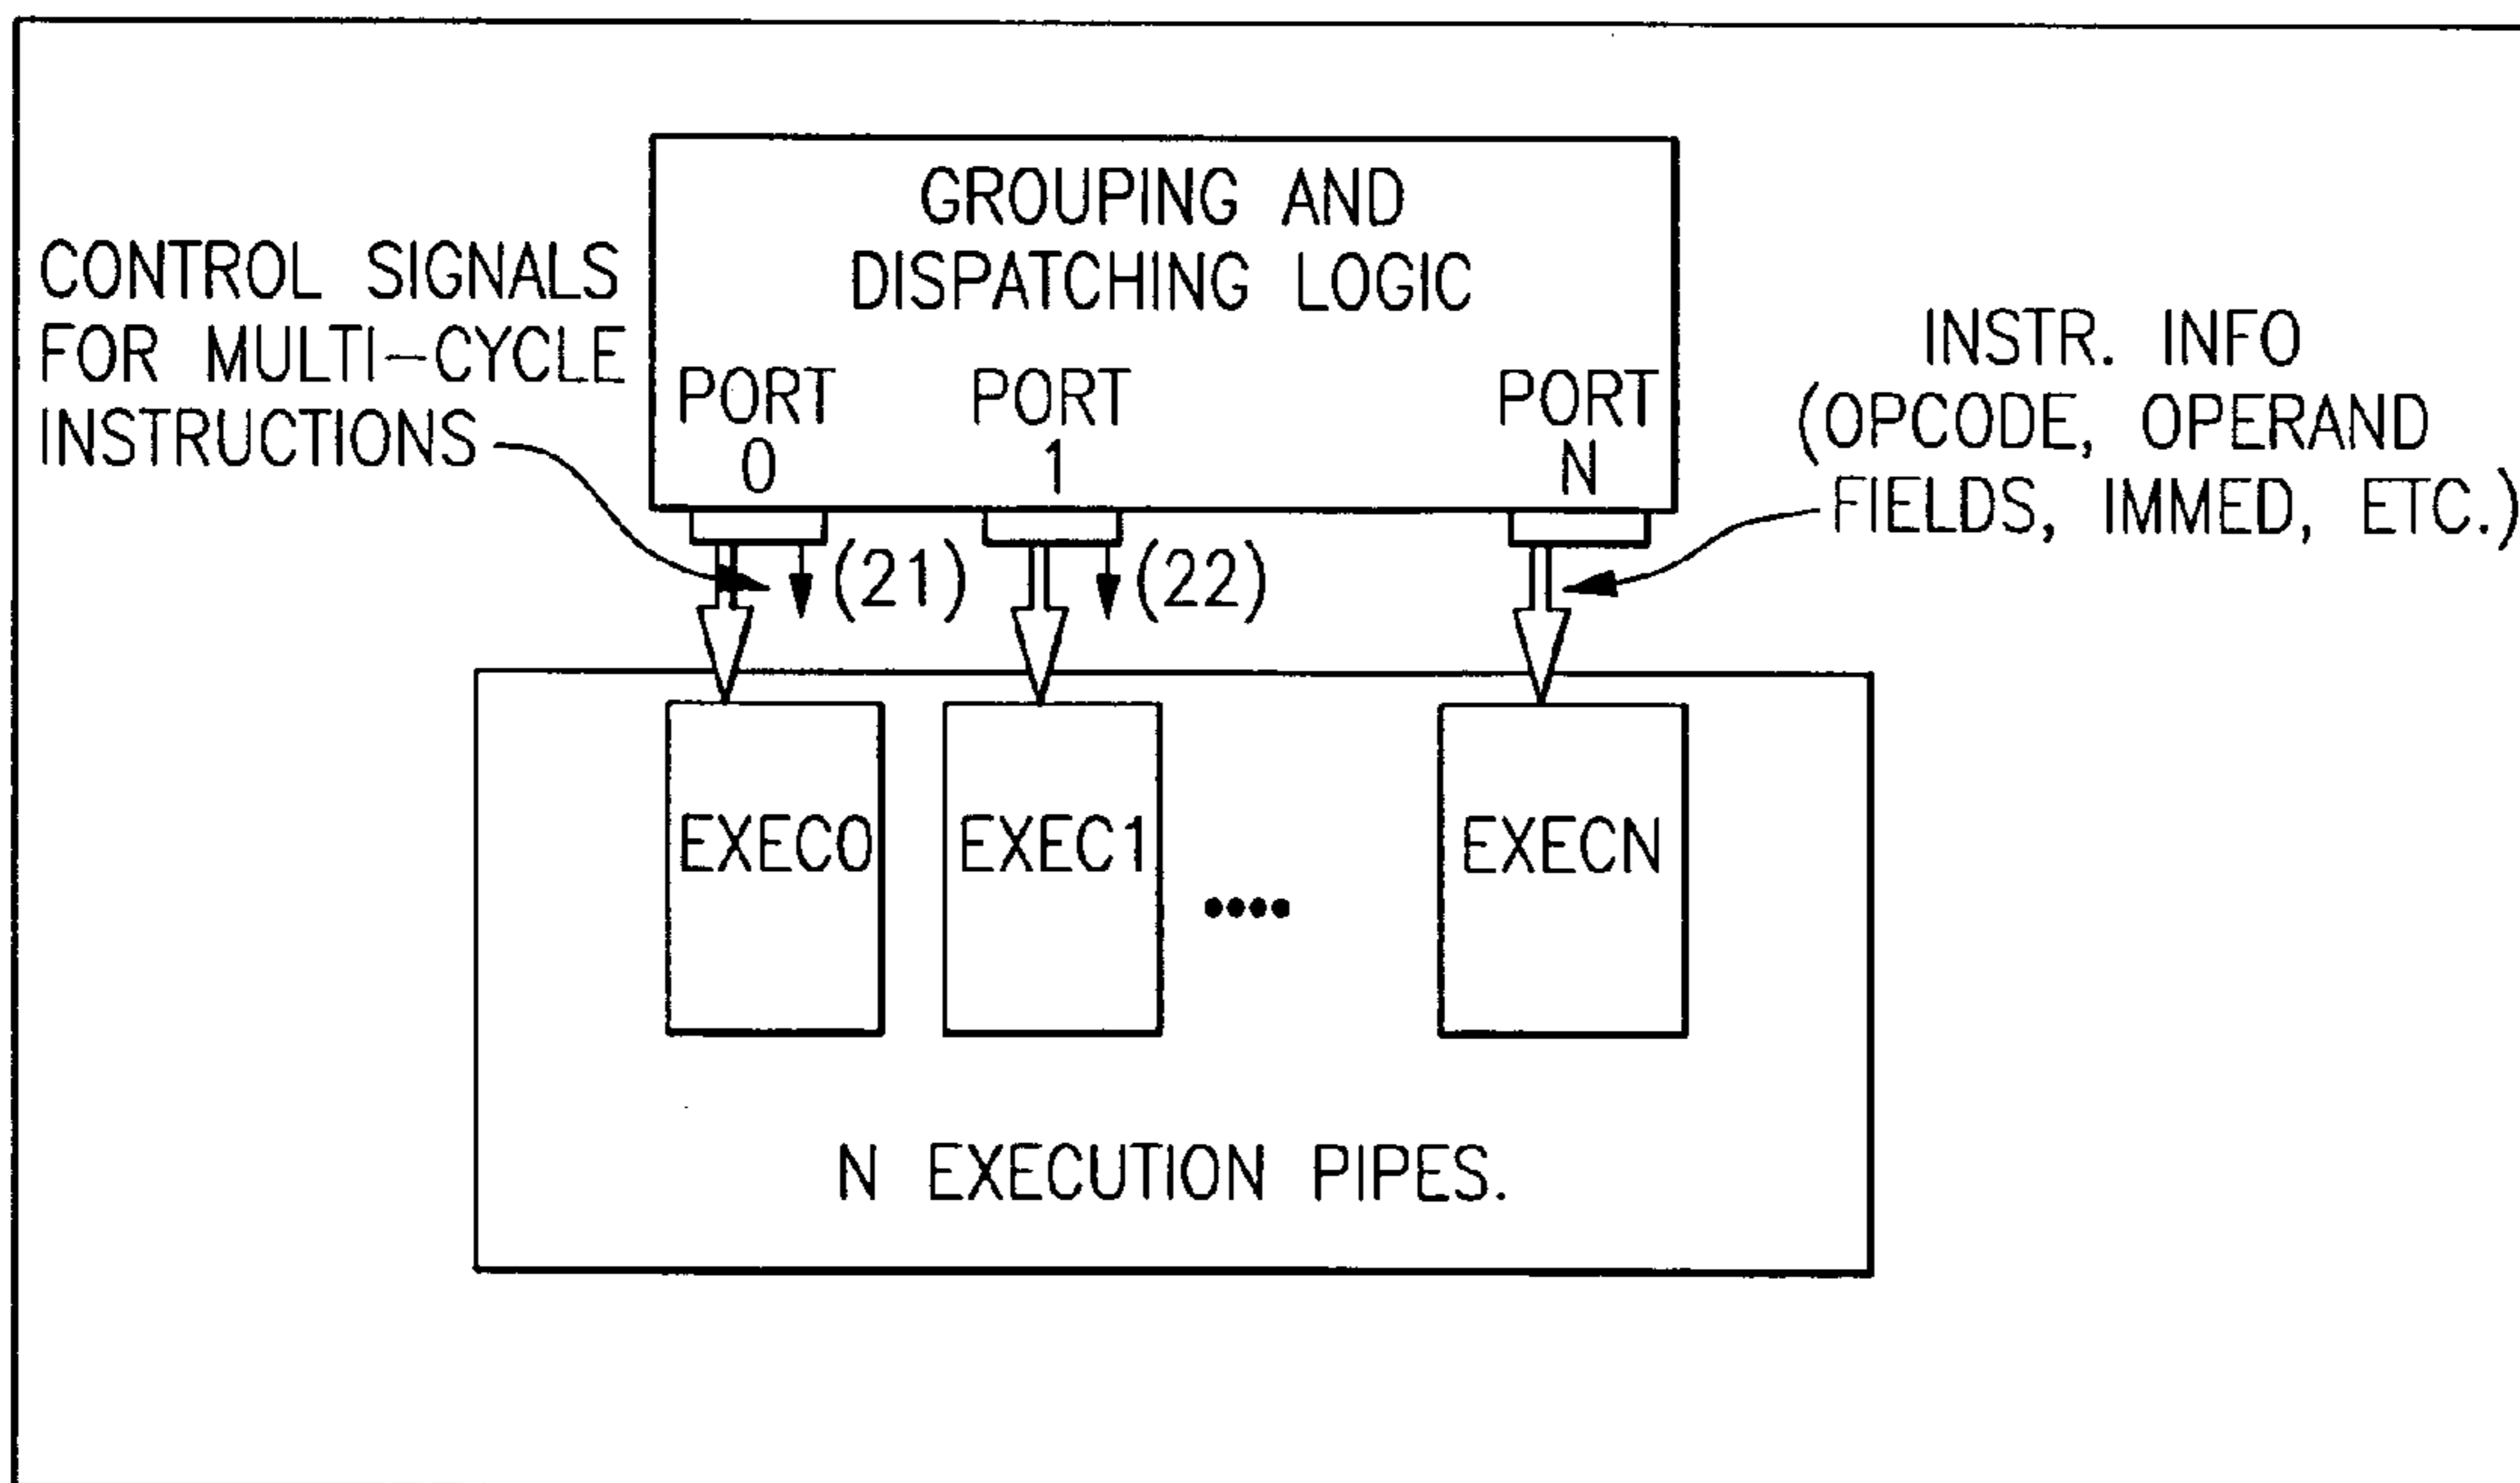 GROUPING AND
DISPATCHING LOGIC
CONTROL SIGNALS
FOR MULTI-CYCLE
INSTRUCTIONS
PORT
0
PORT
1
PORT
N
INSTR. INFO
(OPCODE, OPERAND
FIELDS, IMMED, ETC.)
(21)
(22)
EXEC0
EXEC1
••••
EXECN
N EXECUTION PIPES.